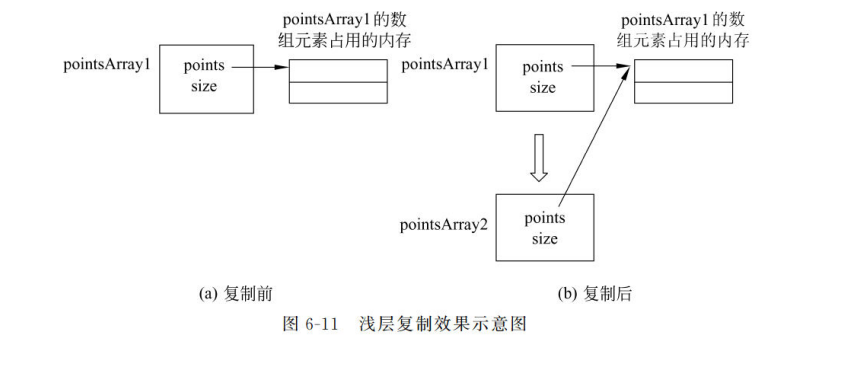 pointsArray1的数
组元素占用的内存
pointsArray1
points
size
(a) 复制前
pointsArray1的数
组元素占用的内存
pointsArray1
points
size
pointsArray2
points
size
(b) 复制后
图 6-11 浅层复制效果示意图